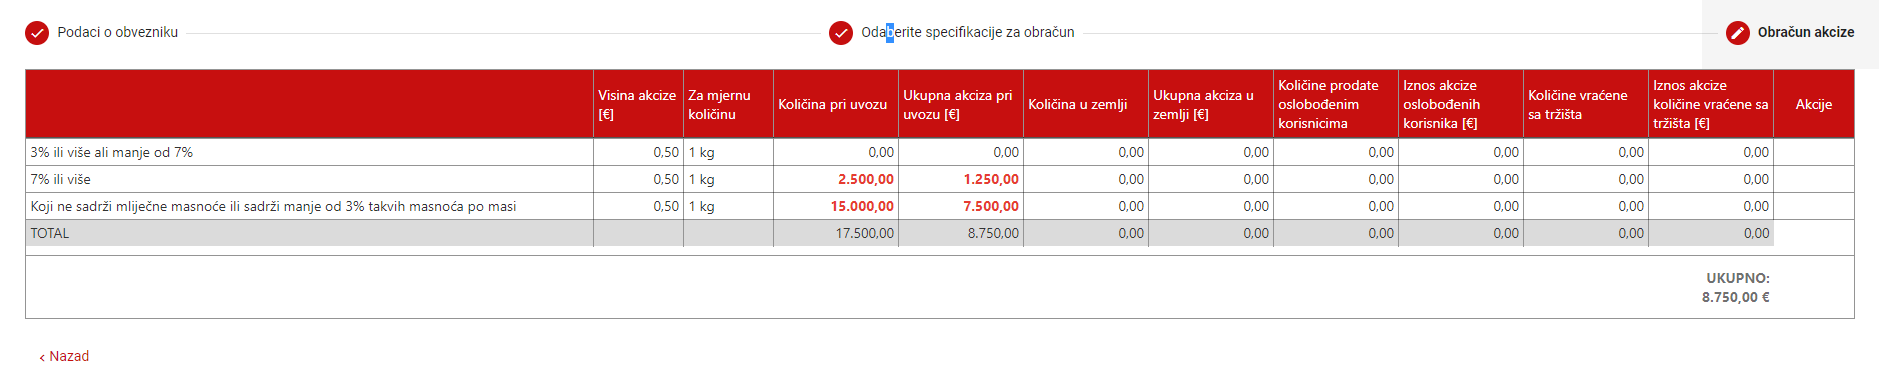 Podaci o obvezniku
Odaberite specifikacije za obračun
Obračun akcize
Visina akcize [€]
Za mjernu količinu
Količina pri uvozu
Ukupna akciza pri uvozu [€]
Količina u zemlji
Ukupna akciza u zemlji [€]
Količine prodate oslobođenim korisnicima
Iznos akcize oslobođenih korisnika [€]
Količine vraćene sa tržišta
Iznos akcize količine vraćene sa tržišta [€]
Akcije
3% ili više ali manje od 7% 0,50 1 kg 0,00 0,00 0,00 0,00 0,00 0,00 0,00 0,00
7% ili više 0,50 1 kg 2.500,00 1.250,00 0,00 0,00 0,00 0,00 0,00 0,00
Koji ne sadrži mliječne masnoće ili sadrži manje od 3% takvih masnoća po masi 0,50 1 kg 15.000,00 7.500,00 0,00 0,00 0,00 0,00 0,00 0,00
TOTAL 17.500,00 8.750,00 0,00 0,00 0,00 0,00 0,00 0,00
UKUPNO:
8.750,00 €
‹ Nazad